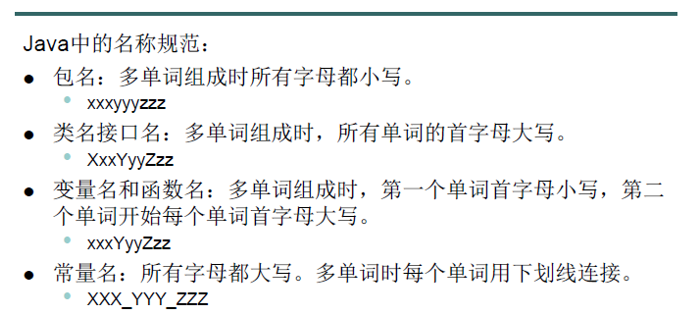 Java中的名称规范：
包名：多单词组成时所有字母都小写。
xxxyyyzzz
类名接口名：多单词组成时，所有单词的首字母大写。
XxxYyyZzz
变量名和函数名：多单词组成时，第一个单词首字母小写，第二
个单词开始每个单词首字母大写。
xxxYyyZzz
常量名：所有字母都大写。多单词时每个单词用下划线连接。
XXX_YYY_ZZZ